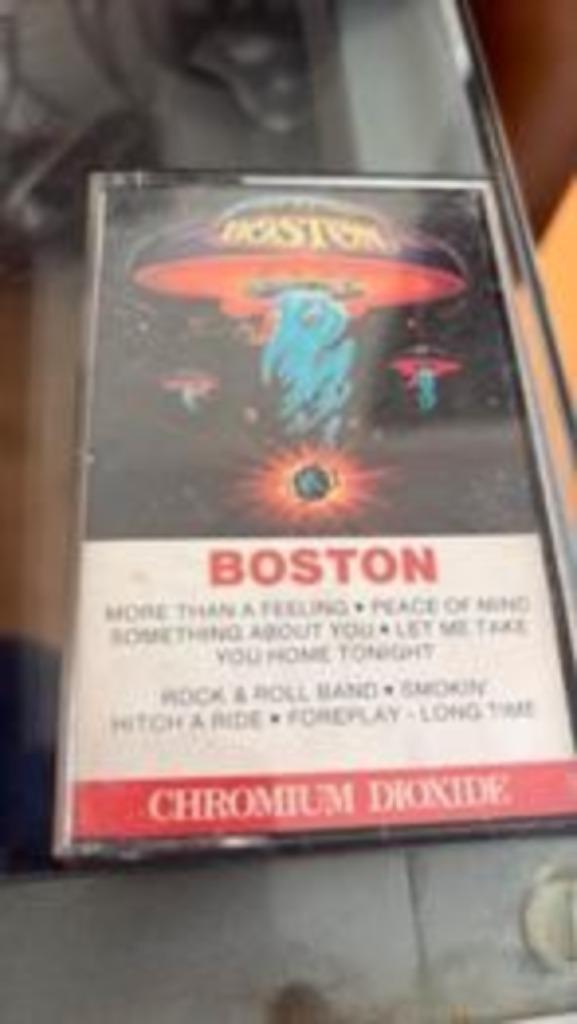 BOSTON
BOSTON
MORE THAN A FEELING • PEACE OF MIND
SOMETHING ABOUT YOU • LET ME TAKE
YOU HOME TONIGHT
ROCK & ROLL BAND • SMOKIN'
HITCH A RIDE • FOREPLAY - LONG TIME
CHROMIUM DIOXIDE